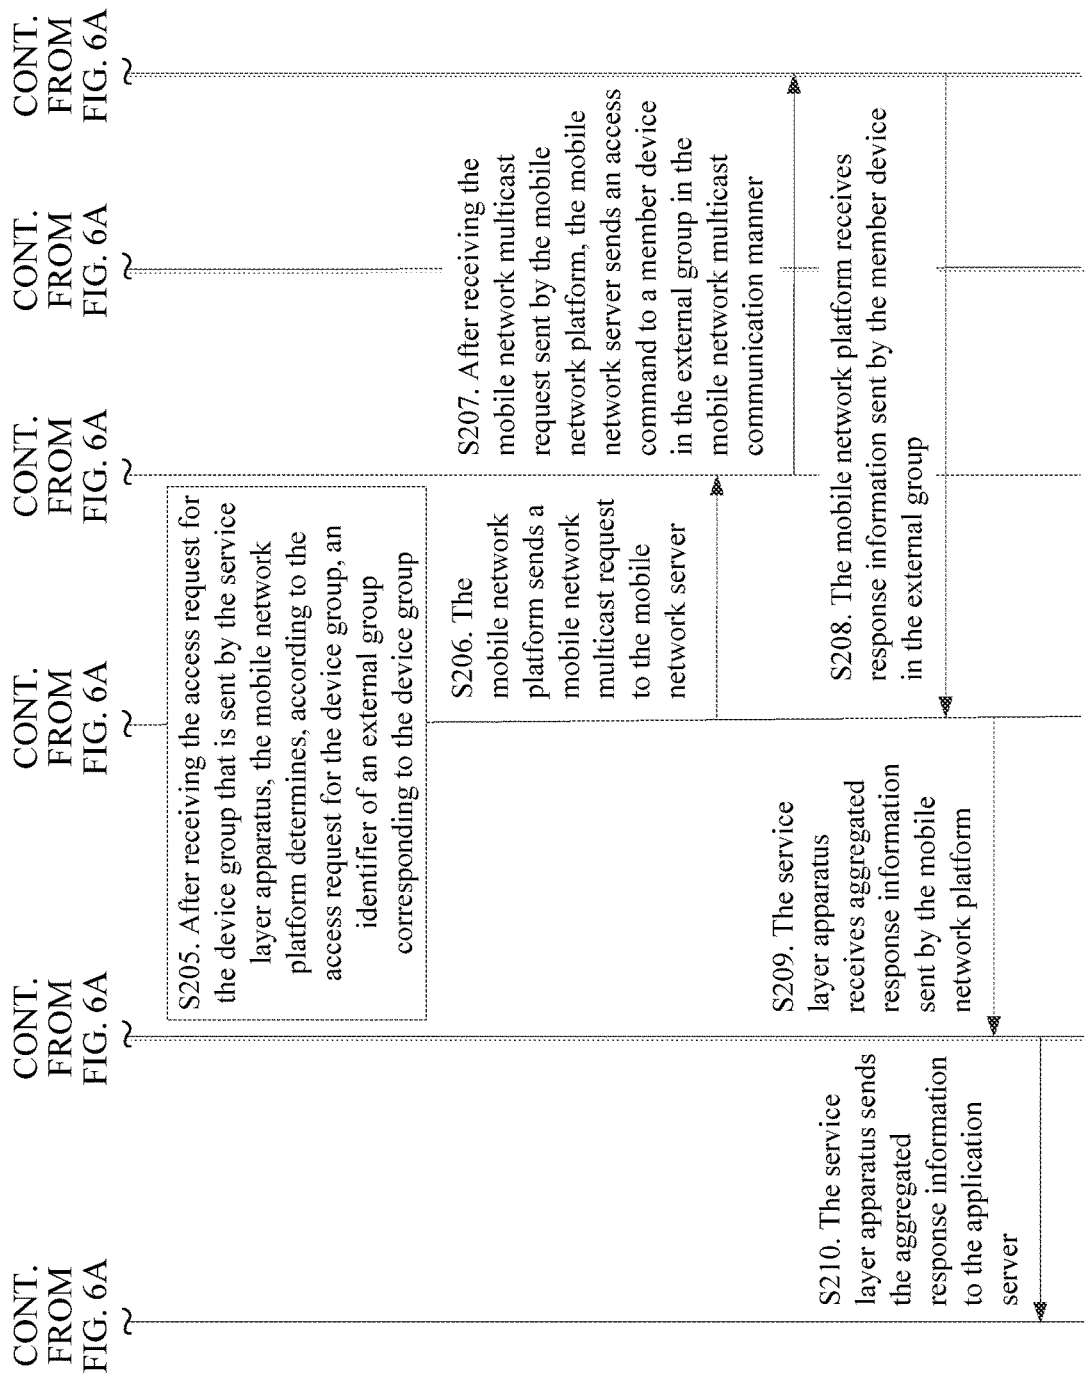 CONT.
FROM
FIG. 6A
CONT.
FROM
FIG. 6A
CONT.
FROM
FIG. 6A
CONT.
FROM
FIG. 6A
CONT.
FROM
FIG. 6A
CONT.
FROM
FIG. 6A
S205. After receiving the access request for
the device group that is sent by the service
layer apparatus, the mobile network
platform determines, according to the
access request for the device group, an
identifier of an external group
corresponding to the device group
S206. The
mobile network
platform sends a
mobile network
multicast request
to the mobile
network server
S207. After receiving the
mobile network multicast
request sent by the mobile
network platform, the mobile
network server sends an access
command to a member device
in the external group in the
mobile network multicast
communication manner
S208. The mobile network platform receives
response information sent by the member device
in the external group
S209. The service
layer apparatus
receives aggregated
response information
sent by the mobile
network platform
S210. The service
layer apparatus sends
the aggregated
response information
to the application
server